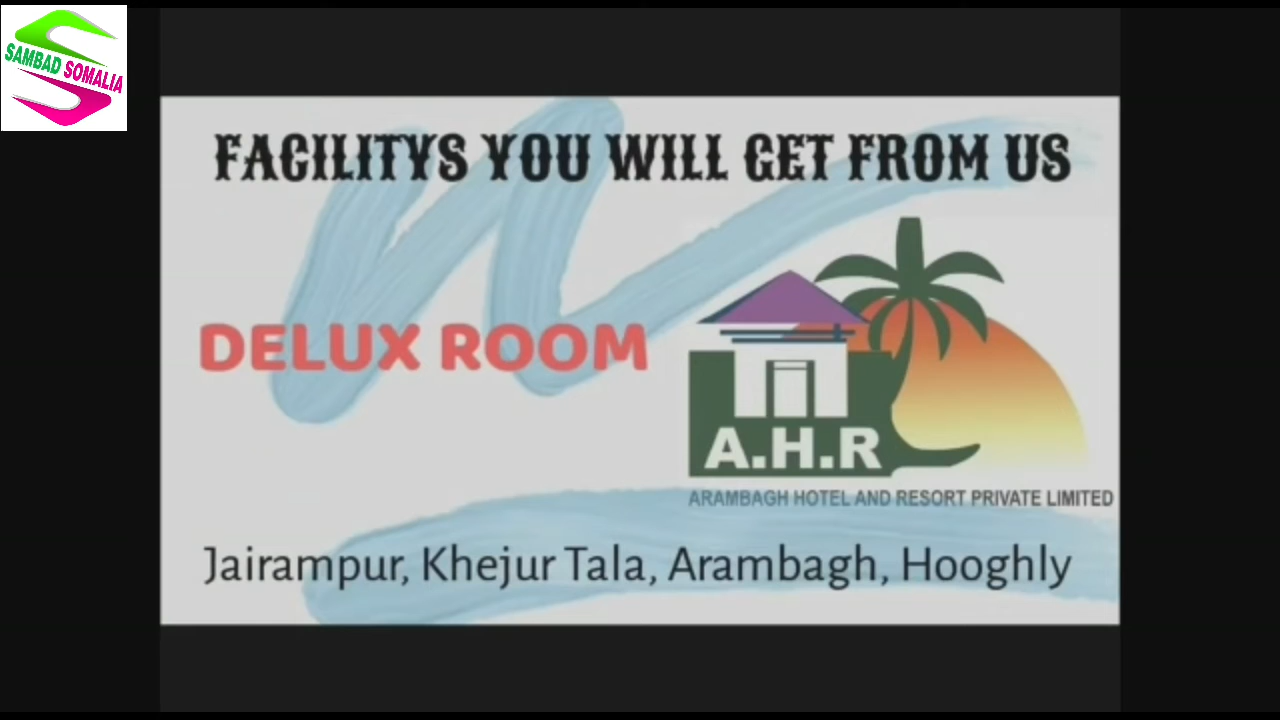 SAMBAD SOMALIA
FACILITYS YOU WILL GET FROM US
DELUX ROOM
A.H.R
ARAMBAGH HOTEL AND RESORT PRIVATE LIMITED
Jairampur, Khejur Tala, Arambagh, Hooghly